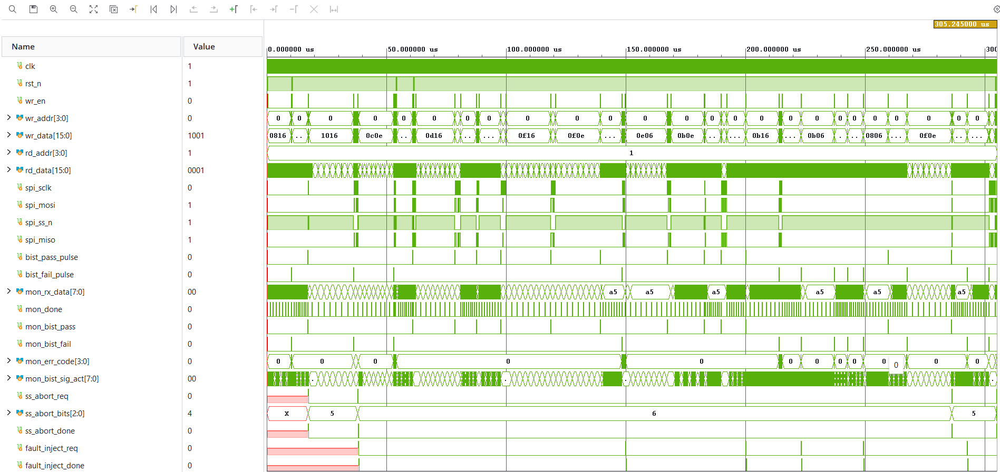 305.245000 us
Name Value
0.000000 us 50.000000 us 100.000000 us 150.000000 us 200.000000 us 250.000000 us 300
clk 1
rst_n 1
wr_en 0
wr_addr[3:0] 0 0 0 0 0 0 0 0 0 0 0 0 0 0 0 0 0 0 0 0 0 0 0 0 0 0
wr_data[15:0] 1001 0816 .. 1016 0c0e .. 0d16 .. ... 0f16 0f0e ... 0e06 0b0e .. ... 0b16 ... 0b06 . .. 0806 ... 0f0e .. ...
rd_addr[3:0] 1 1
rd_data[15:0] 0001
spi_sclk 0
spi_mosi 1
spi_ss_n 1
spi_miso 1
bist_pass_pulse 0
bist_fail_pulse 0
mon_rx_data[7:0] 00 a5 a5 a5 a5 a5 a5
mon_done 0
mon_bist_pass 0
mon_bist_fail 0
mon_err_code[3:0] 0 0 0 0 0 0 0 0 0 0 0 0 0 0
mon_bist_sig_act[7:0] 00 . . . .
ss_abort_req 0
ss_abort_bits[2:0] 4 X 5 6 5
ss_abort_done 0
fault_inject_req 0
fault_inject_done 0